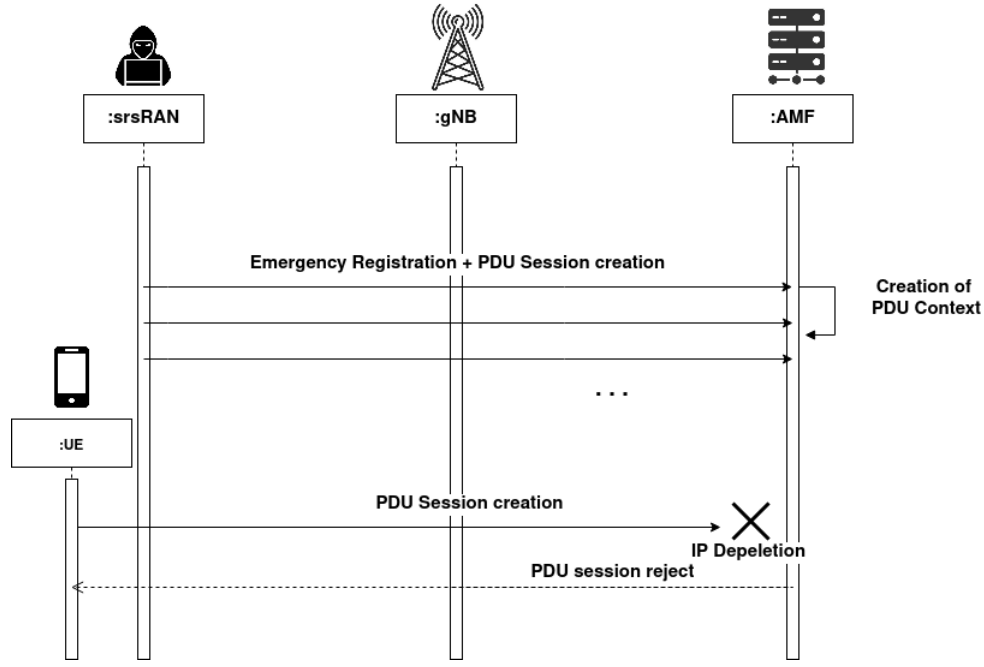 :srsRAN
:gNB
:AMF
Emergency Registration + PDU Session creation
Creation of
PDU Context
. . .
:UE
PDU Session creation
IP Depeletion
PDU session reject